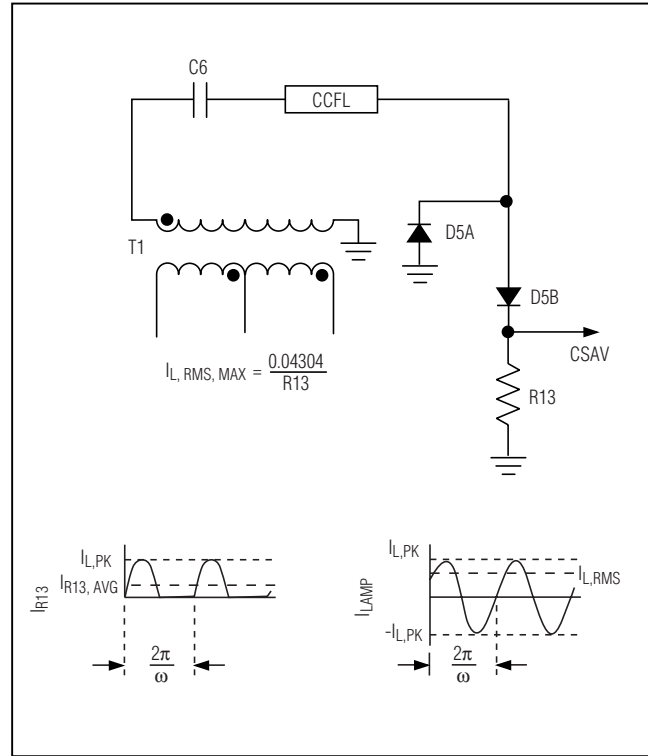 C6
CCFL
T1
D5A
D5B
CSAV
I_L, RMS, MAX = 0.04304 / R13
R13
I_R13
I_L,PK
I_R13, AVG
2π / ω
I_LAMP
I_L,PK
I_L,RMS
-I_L,PK
2π / ω